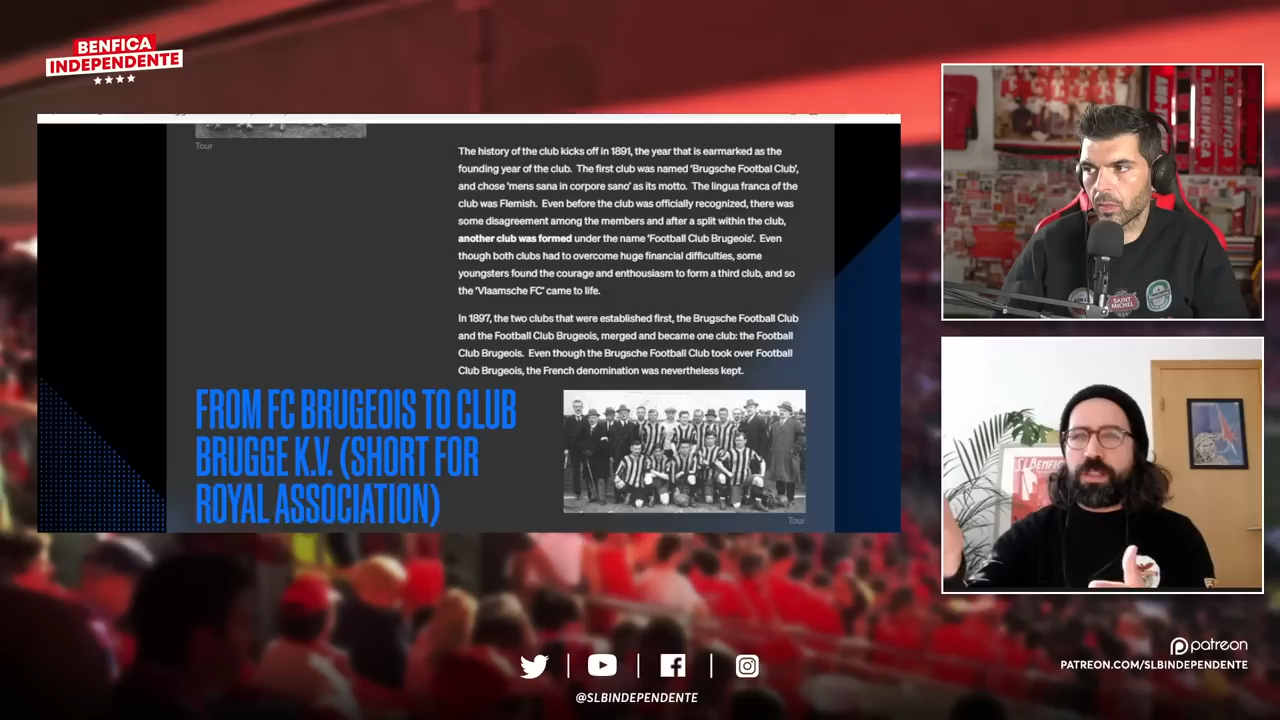 BENFICA
INDEPENDENTE
Tour
The history of the club kicks off in 1891, the year that is earmarked as the
founding year of the club. The first club was named 'Brugsche Footbal Club',
and chose 'mens sana in corpore sano' as its motto. The lingua franca of the
club was Flemish. Even before the club was officially recognized, there was
some disagreement among the members and after a split within the club,
another club was formed under the name 'Football Club Brugeois'. Even
though both clubs had to overcome huge financial difficulties, some
youngsters found the courage and enthusiasm to form a third club, and so
the 'Vlaamsche FC' came to life.
In 1897, the two clubs that were established first, the Brugsche Football Club
and the Football Club Brugeois, merged and became one club: the Football
Club Brugeois. Even though the Brugsche Football Club took over Football
Club Brugeois, the French denomination was nevertheless kept.
FROM FC BRUGEOIS TO CLUB
BRUGGE K.V. (SHORT FOR
ROYAL ASSOCIATION)
Tour
S.L.BENFICA
SAINT
MICHEL
SL BENFIC
patreon
PATREON.COM/SLBINDEPENDENTE
@SLBINDEPENDENTE